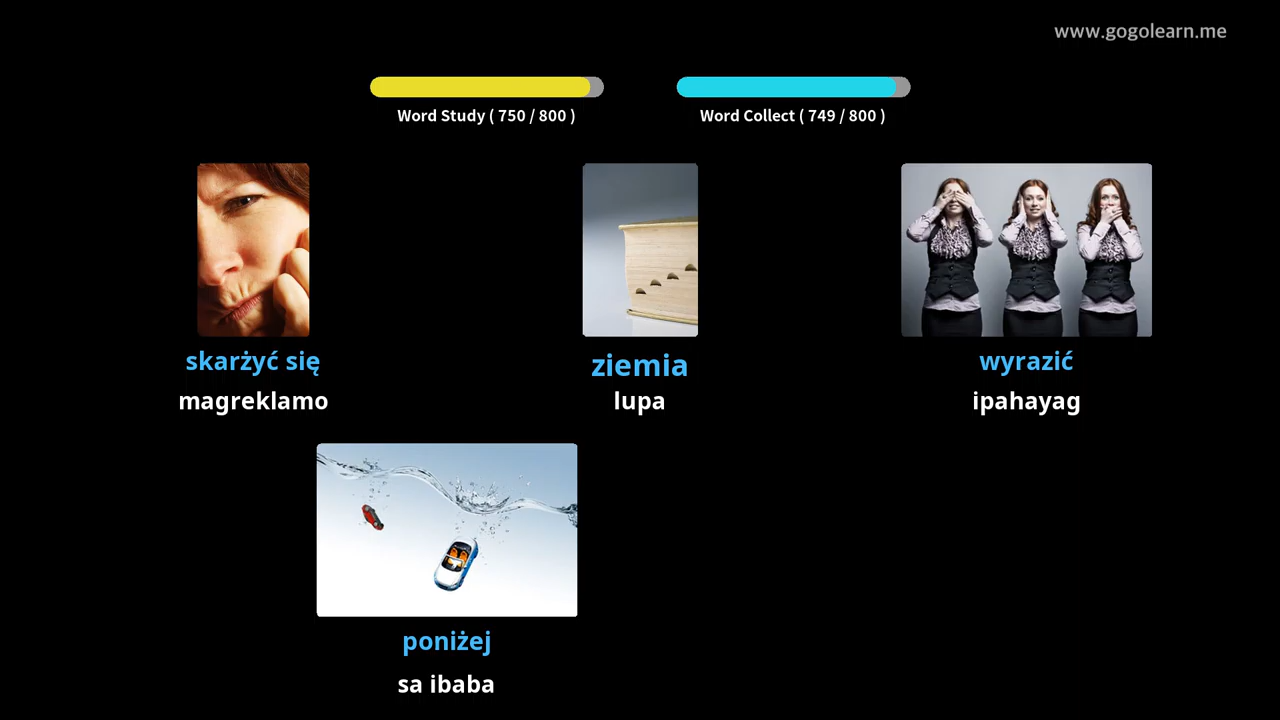 www.gogolearn.me
Word Study ( 750 / 800 )
Word Collect ( 749 / 800 )
skarżyć się
magreklamo
ziemia
lupa
wyrazić
ipahayag
poniżej
sa ibaba